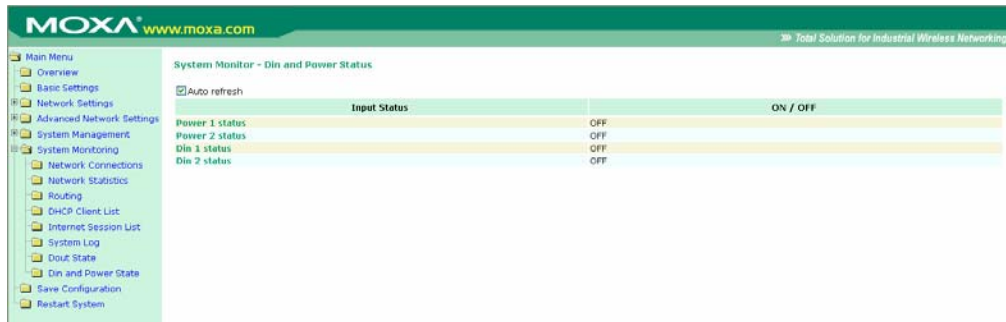 MOXA® www.moxa.com
Total Solution for Industrial Wireless Networking
Main Menu
Overview
Basic Settings
Network Settings
Advanced Network Settings
System Management
System Monitoring
Network Connections
Network Statistics
Routing
DHCP Client List
Internet Session List
System Log
Dout State
Din and Power State
Save Configuration
Restart System
System Monitor - Din and Power Status
Auto refresh
Input Status ON / OFF
Power 1 status OFF
Power 2 status OFF
Din 1 status OFF
Din 2 status OFF